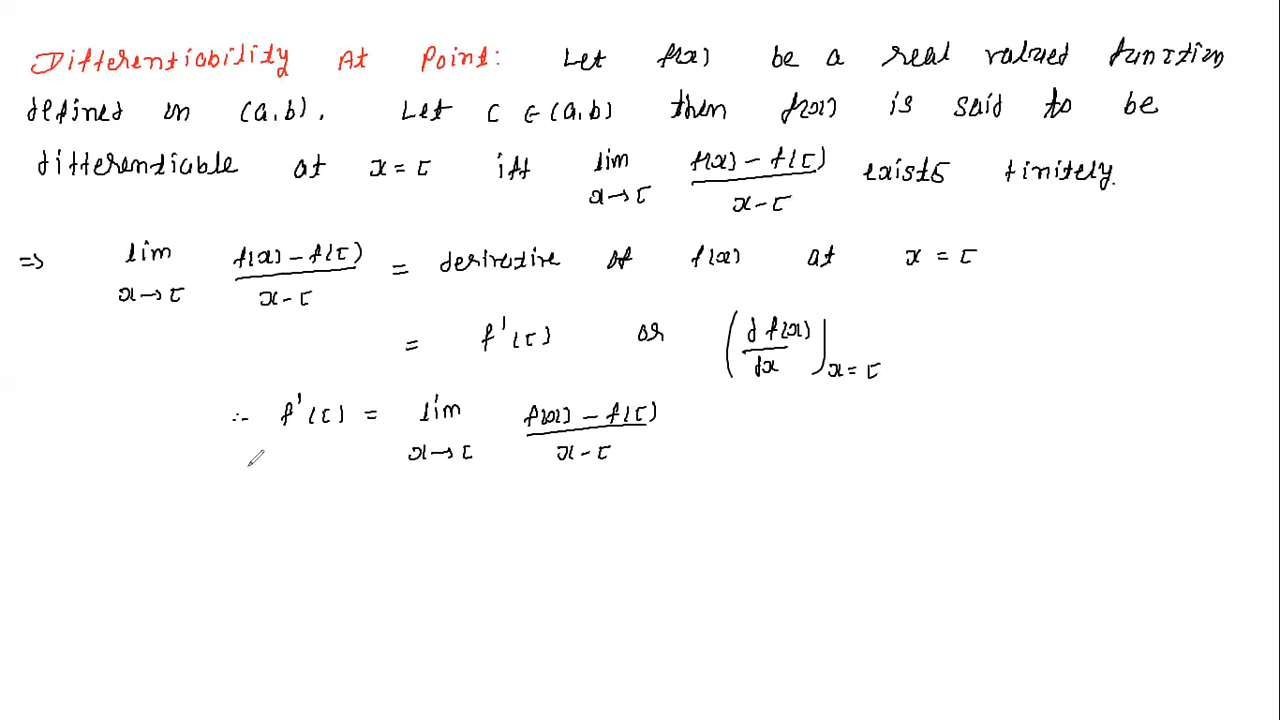 Differentiability At Point: Let f(x) be a real valued function
defined on (a,b). Let c ∈ (a,b) then f(x) is said to be
differentiable at x = c iff lim x→c (f(x) - f(c))/(x - c) exists finitely.
⇒ lim x→c (f(x) - f(c))/(x - c) = derivative of f(x) at x = c
= f'(c) or (d f(x)/dx) x = c
∴ f'(c) = lim x→c (f(x) - f(c))/(x - c)